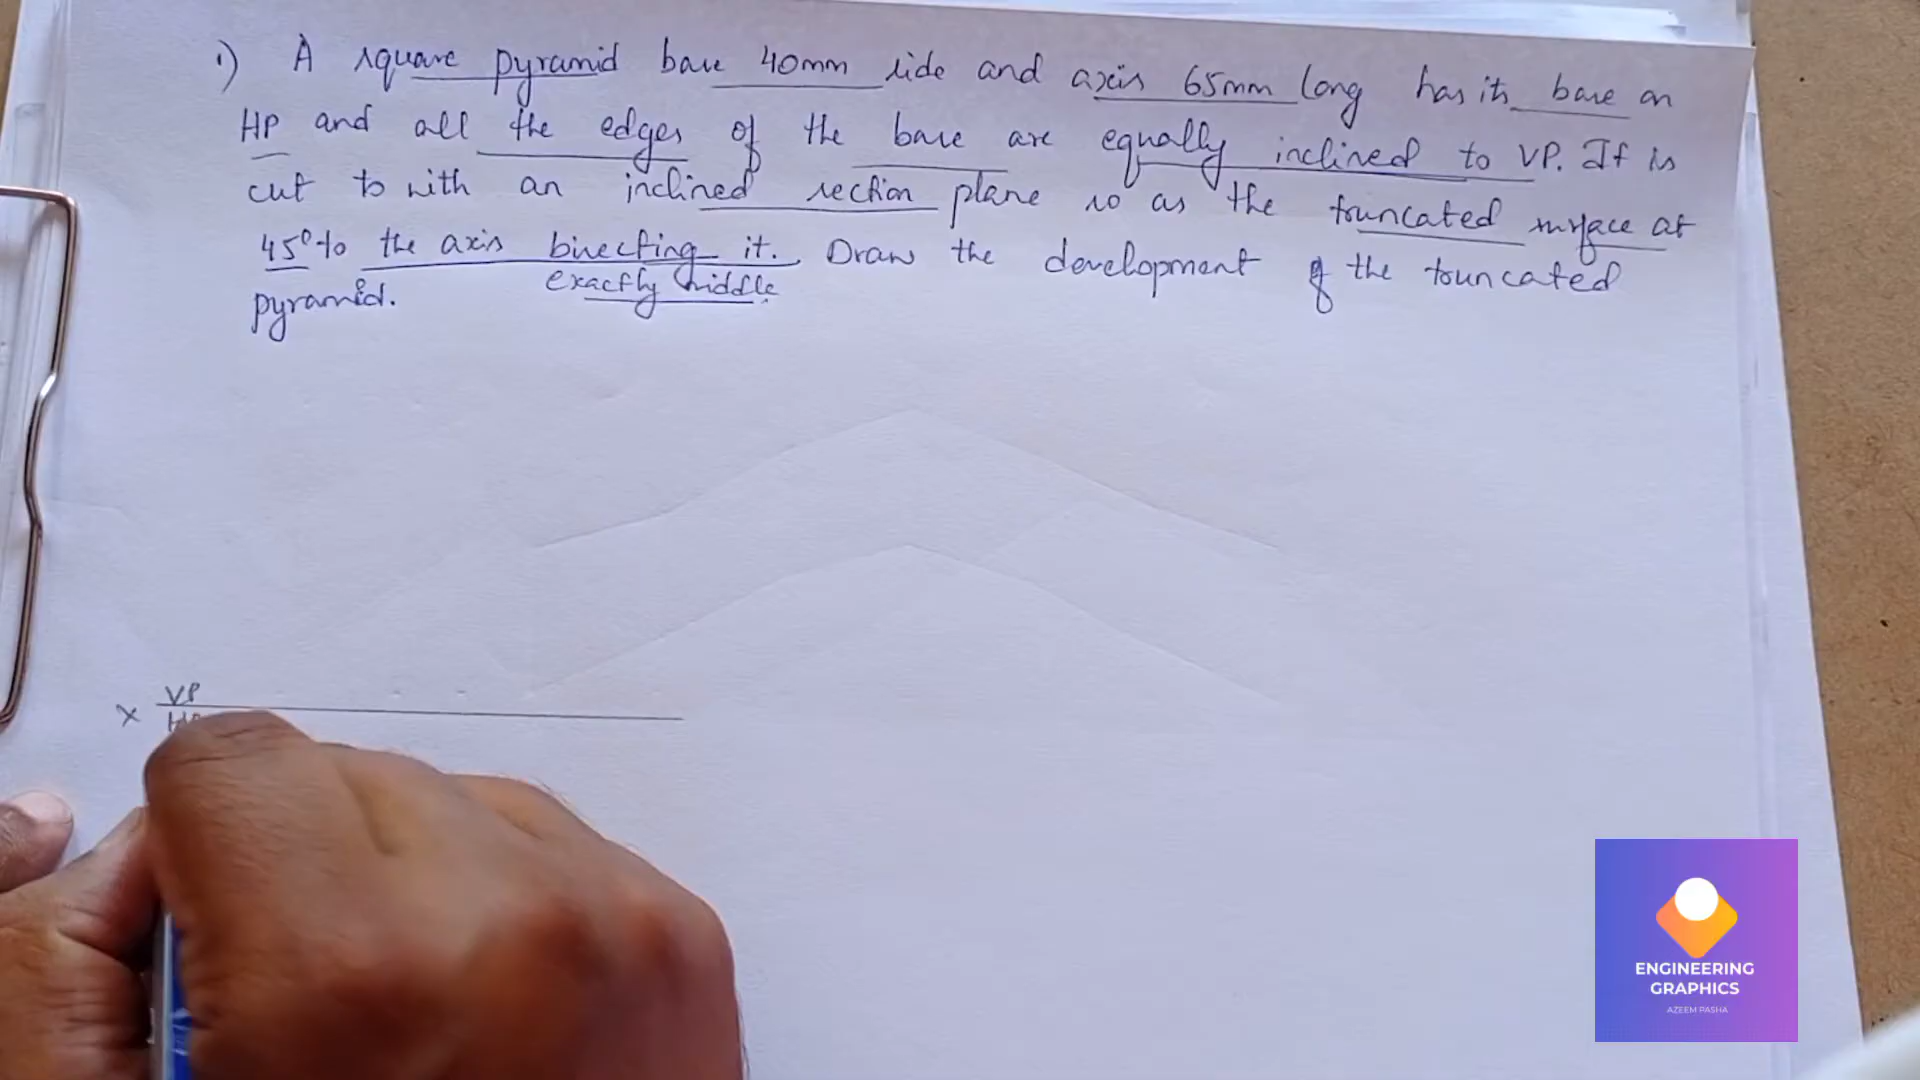 1) A square pyramid base 40mm side and axis 65mm long has its base on
HP and all the edges of the base are equally inclined to VP. It is
cut to with an inclined section plane so as the truncated surface at
45° to the axis bisecting it. Draw the development of the truncated
pyramid. exactly middle.
VP
X
HP
ENGINEERING
GRAPHICS
AZEEM PASHA